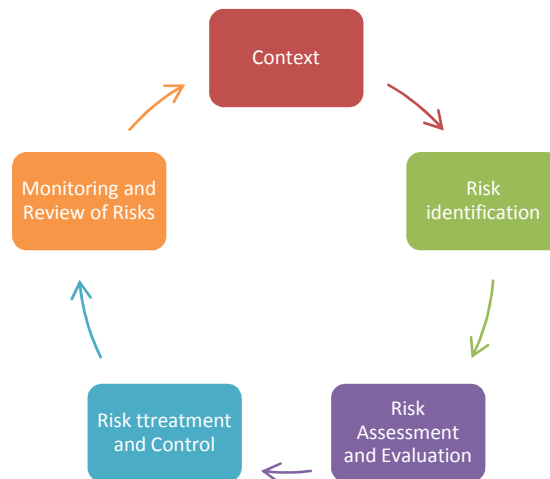 Context
Risk
identification
Risk
Assessment
and Evaluation
Risk ttreatment
and Control
Monitoring and
Review of Risks